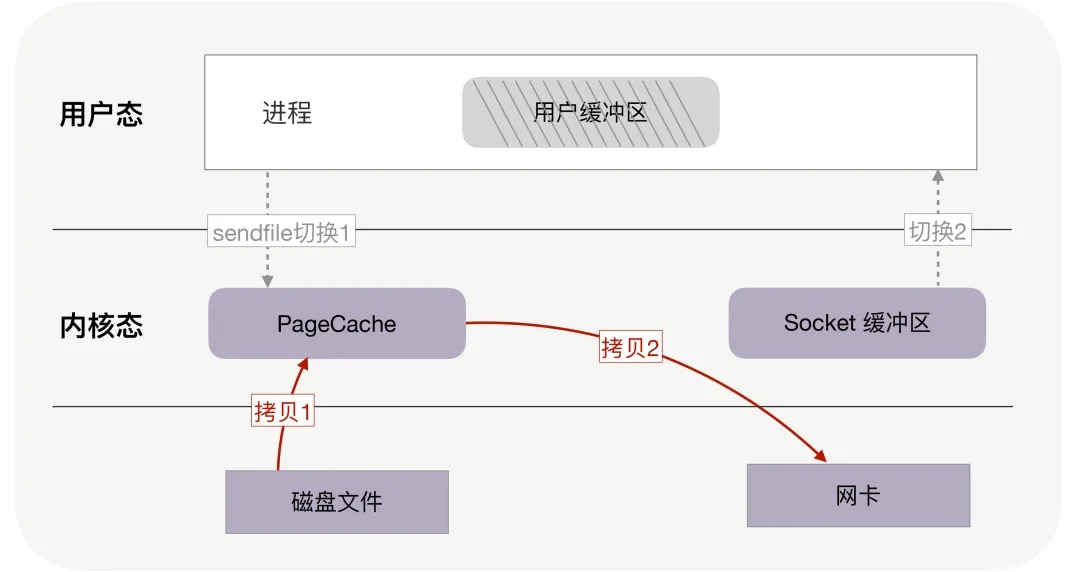 用户态
进程
用户缓冲区
sendfile切换1
切换2
内核态
PageCache
Socket 缓冲区
拷贝2
拷贝1
磁盘文件
网卡